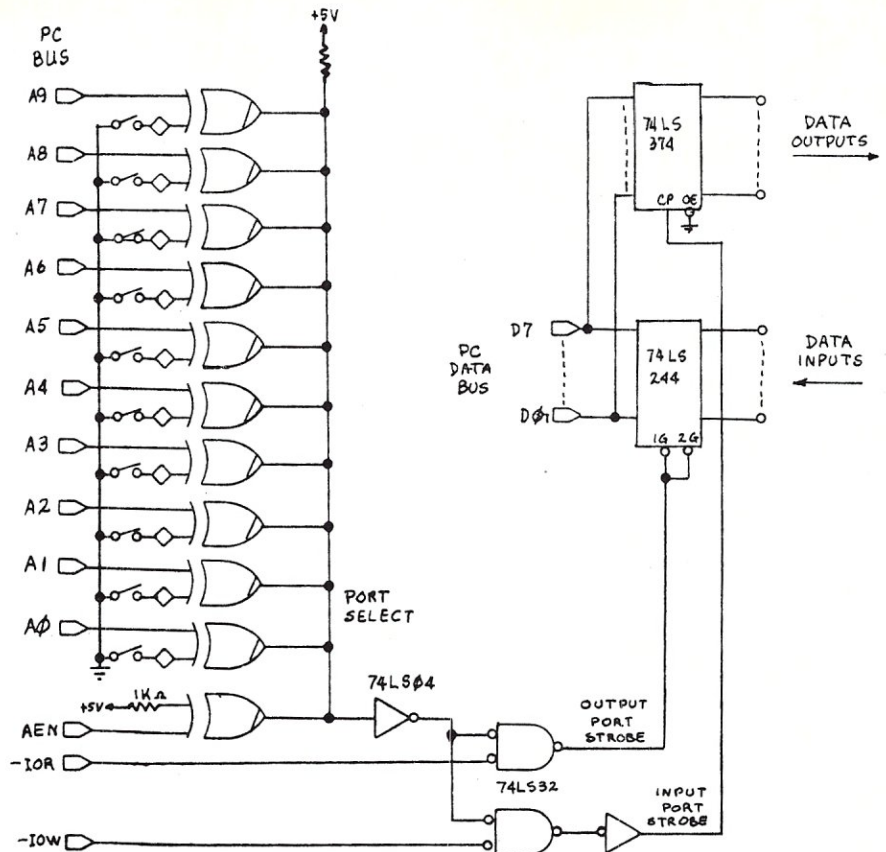 +5V
PC
BUS
A9
A8
A7
A6
A5
A4
A3
A2
A1
AØ
+5V
1KΩ
AEN
-IOR
-IOW
PORT
SELECT
74LSØ4
74LS32
OUTPUT
PORT
STROBE
INPUT
PORT
STROBE
74LS
374
CP OE
DATA
OUTPUTS
D7
PC
DATA
BUS
DØ
74LS
244
1G 2G
DATA
INPUTS